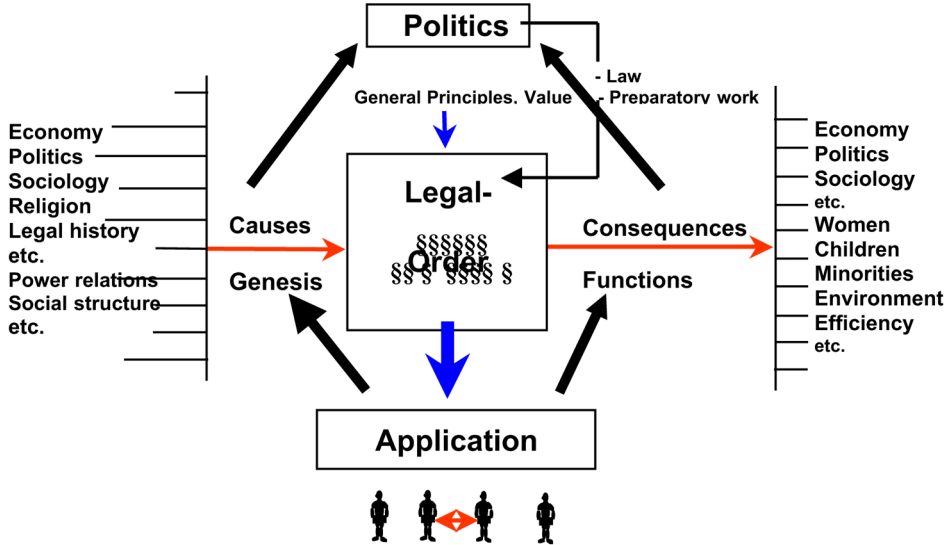 Politics
- Law
General Principles, Value
- Preparatory work
Economy
Politics
Sociology
Religion
Legal history
etc.
Power relations
Social structure
etc.
Causes
Genesis
Legal-
§§§§§§
Order
§§ § §§§§ §
Consequences
Functions
Economy
Politics
Sociology
etc.
Women
Children
Minorities
Environment
Efficiency
etc.
Application